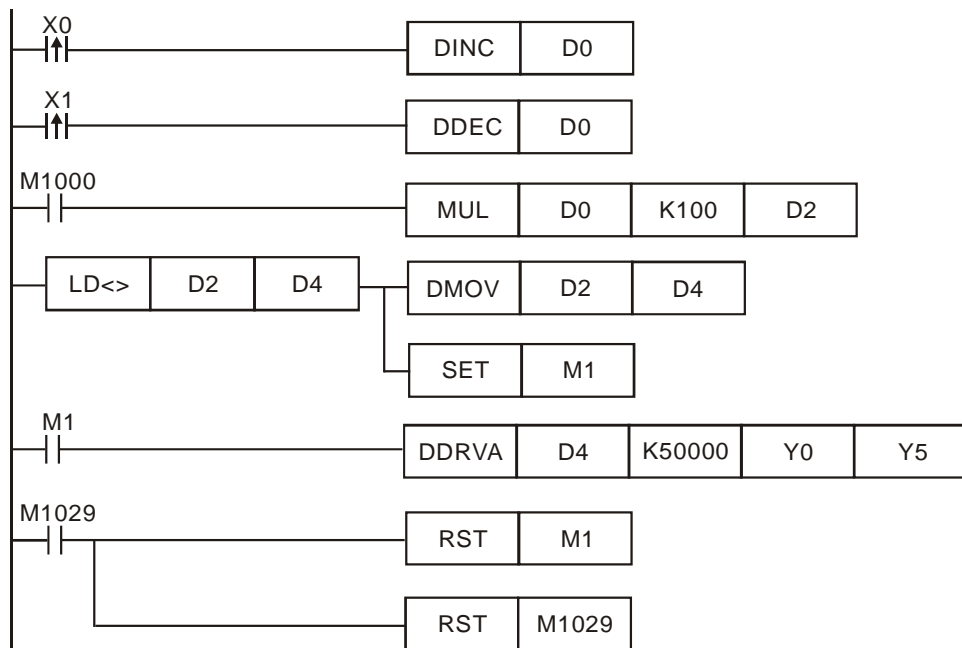 X0
DINC D0
X1
DDEC D0
M1000
MUL D0 K100 D2
LD<> D2 D4 DMOV D2 D4
SET M1
M1
DDRVA D4 K50000 Y0 Y5
M1029
RST M1
RST M1029